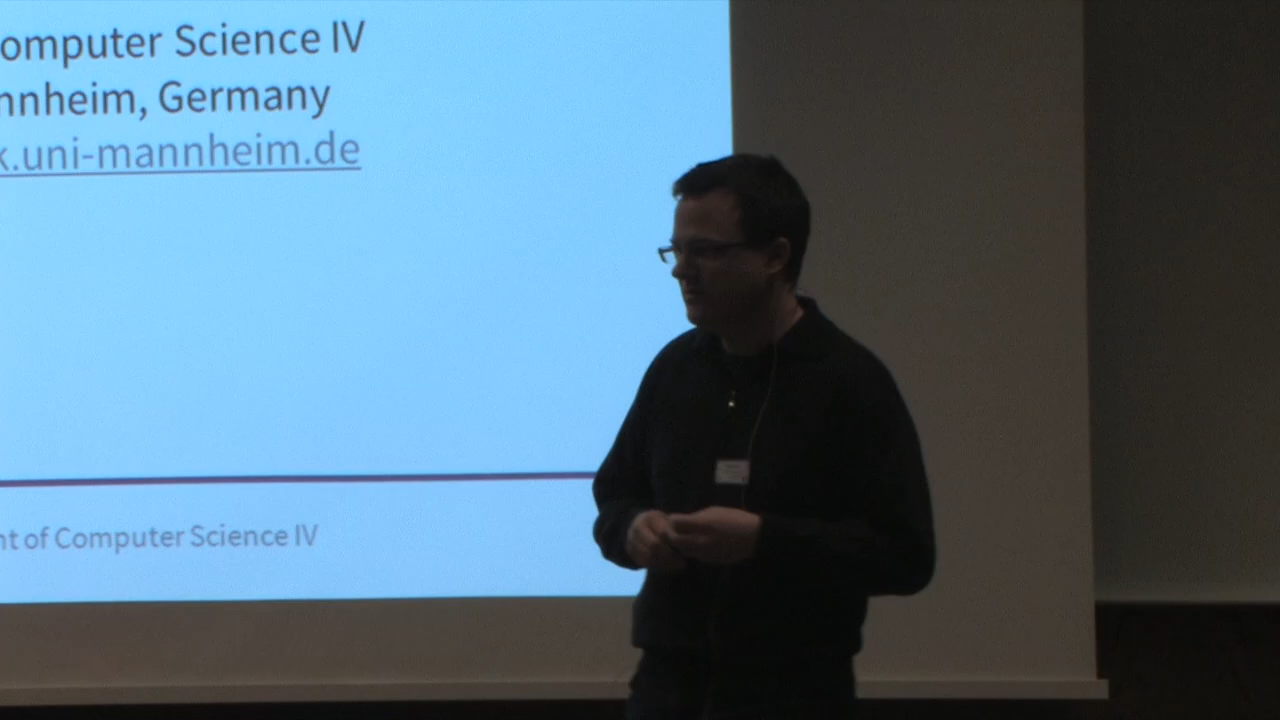 omputer Science IV
nnheim, Germany
k.uni-mannheim.de
nt of Computer Science IV